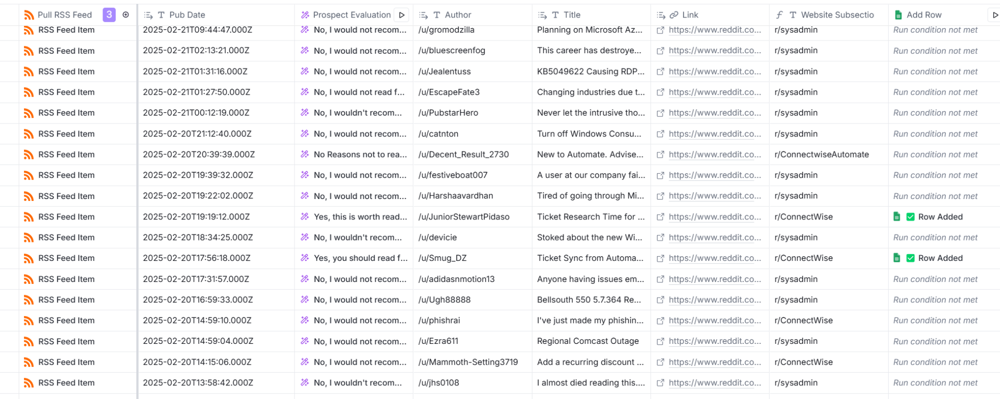 Pull RSS Feed 3 Pub Date Prospect Evaluation Author Title Link Website Subsectio Add Row
RSS Feed Item 2025-02-21T09:44:47.000Z No, I would not recom... /u/gromodzilla Planning on Microsoft Az... https://www.reddit.co... r/sysadmin Run condition not met
RSS Feed Item 2025-02-21T02:13:21.000Z No, I would not recom... /u/bluescreenfog This career has destroye... https://www.reddit.co... r/sysadmin Run condition not met
RSS Feed Item 2025-02-21T01:31:16.000Z No, I would not recom... /u/Jealentuss KB5049622 Causing RDP... https://www.reddit.co... r/sysadmin Run condition not met
RSS Feed Item 2025-02-21T01:27:50.000Z No, I would not read f... /u/EscapeFate3 Changing industries due t... https://www.reddit.co... r/sysadmin Run condition not met
RSS Feed Item 2025-02-21T00:12:19.000Z No, I wouldn't recom... /u/PubstarHero Never let the intrusive tho... https://www.reddit.co... r/sysadmin Run condition not met
RSS Feed Item 2025-02-20T21:12:40.000Z No, I would not recom... /u/catnton Turn off Windows Consu... https://www.reddit.co... r/sysadmin Run condition not met
RSS Feed Item 2025-02-20T20:39:39.000Z No Reasons not to rea... /u/Decent_Result_2730 New to Automate. Advise... https://www.reddit.co... r/ConnectwiseAutomate Run condition not met
RSS Feed Item 2025-02-20T19:39:32.000Z No, I would not recom... /u/festiveboat007 A user at our company fai... https://www.reddit.co... r/sysadmin Run condition not met
RSS Feed Item 2025-02-20T19:22:02.000Z No, I would not recom... /u/Harshaavardhan Tired of going through Mi... https://www.reddit.co... r/sysadmin Run condition not met
RSS Feed Item 2025-02-20T19:19:12.000Z Yes, this is worth read... /u/JuniorStewartPidaso Ticket Research Time for ... https://www.reddit.co... r/ConnectWise Row Added
RSS Feed Item 2025-02-20T18:34:25.000Z No, I wouldn't recom... /u/devicie Stoked about the new Wi... https://www.reddit.co... r/sysadmin Run condition not met
RSS Feed Item 2025-02-20T17:56:18.000Z Yes, you should read f... /u/Smug_DZ Ticket Sync from Automa... https://www.reddit.co... r/ConnectWise Row Added
RSS Feed Item 2025-02-20T17:31:57.000Z No, I would not recom... /u/adidasnmotion13 Anyone having issues em... https://www.reddit.co... r/sysadmin Run condition not met
RSS Feed Item 2025-02-20T16:59:33.000Z No, I would not recom... /u/Ugh88888 Bellsouth 550 5.7.364 Re... https://www.reddit.co... r/sysadmin Run condition not met
RSS Feed Item 2025-02-20T14:59:10.000Z No, I would not recom... /u/phishrai I've just made my phishin... https://www.reddit.co... r/ConnectWise Run condition not met
RSS Feed Item 2025-02-20T14:59:04.000Z No, I would not recom... /u/Ezra611 Regional Comcast Outage https://www.reddit.co... r/sysadmin Run condition not met
RSS Feed Item 2025-02-20T14:15:06.000Z No, I would not recom... /u/Mammoth-Setting3719 Add a recurring discount ... https://www.reddit.co... r/ConnectWise Run condition not met
RSS Feed Item 2025-02-20T13:58:42.000Z No, I wouldn't recom... /u/jhs0108 I almost died reading this.... https://www.reddit.co... r/sysadmin Run condition not met